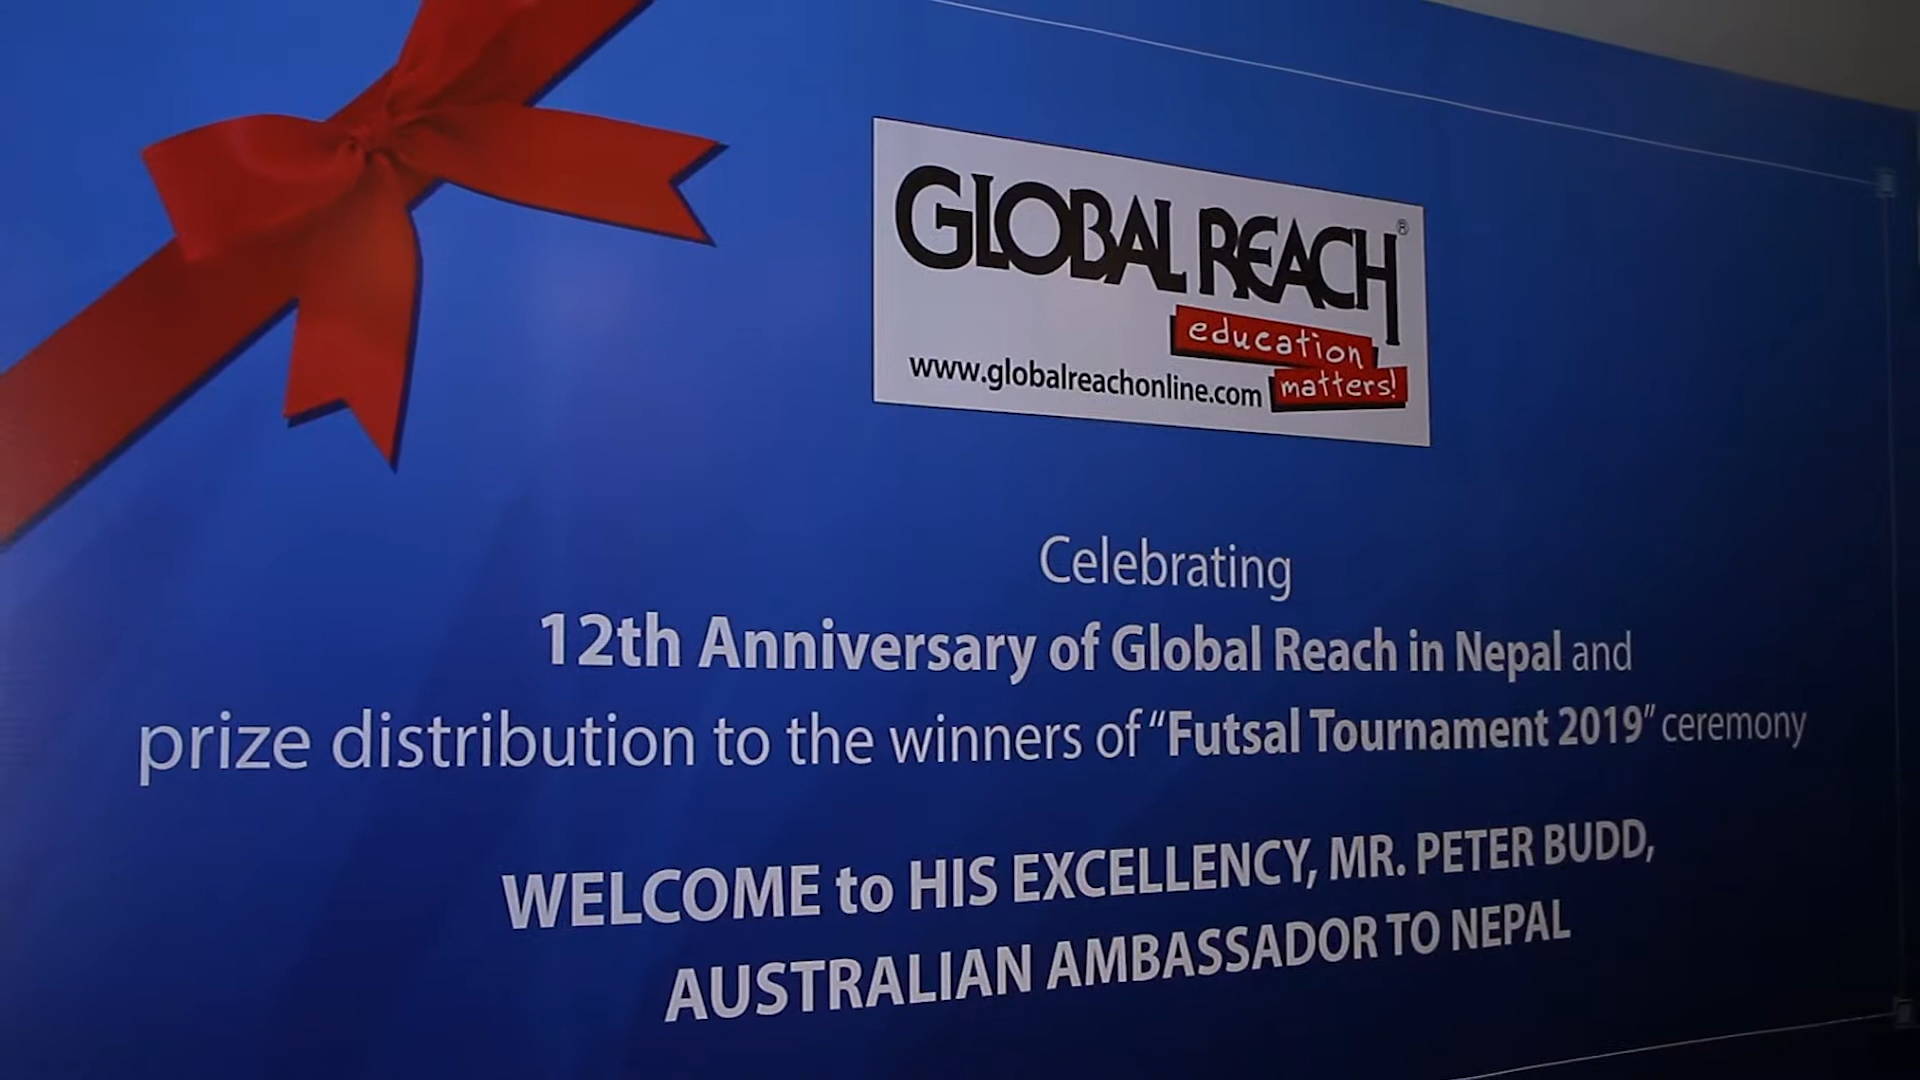 GLOBAL REACH®
education
matters!
www.globalreachonline.com
Celebrating
12th Anniversary of Global Reach in Nepal and
prize distribution to the winners of “Futsal Tournament 2019” ceremony
WELCOME to HIS EXCELLENCY, MR. PETER BUDD,
AUSTRALIAN AMBASSADOR TO NEPAL